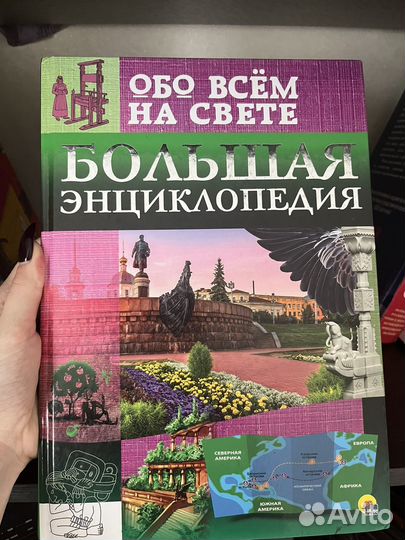 ОБО ВСЁМ
НА СВЕТЕ
БОЛЬШАЯ
ЭНЦИКЛОПЕДИЯ
СЕВЕРНАЯ
АМЕРИКА
ЕВРОПА
АФРИКА
ЮЖНАЯ
АМЕРИКА
Avito